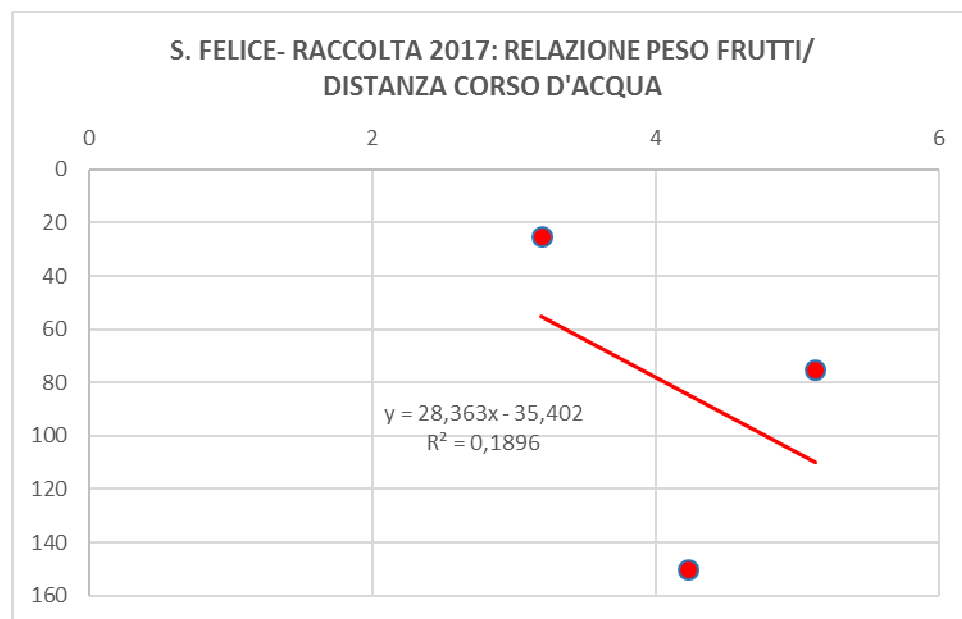 S. FELICE- RACCOLTA 2017: RELAZIONE PESO FRUTTI/
DISTANZA CORSO D'ACQUA
0 2 4 6
0
20
40
60
80
y = 28,363x - 35,402
100
R² = 0,1896
120
140
160